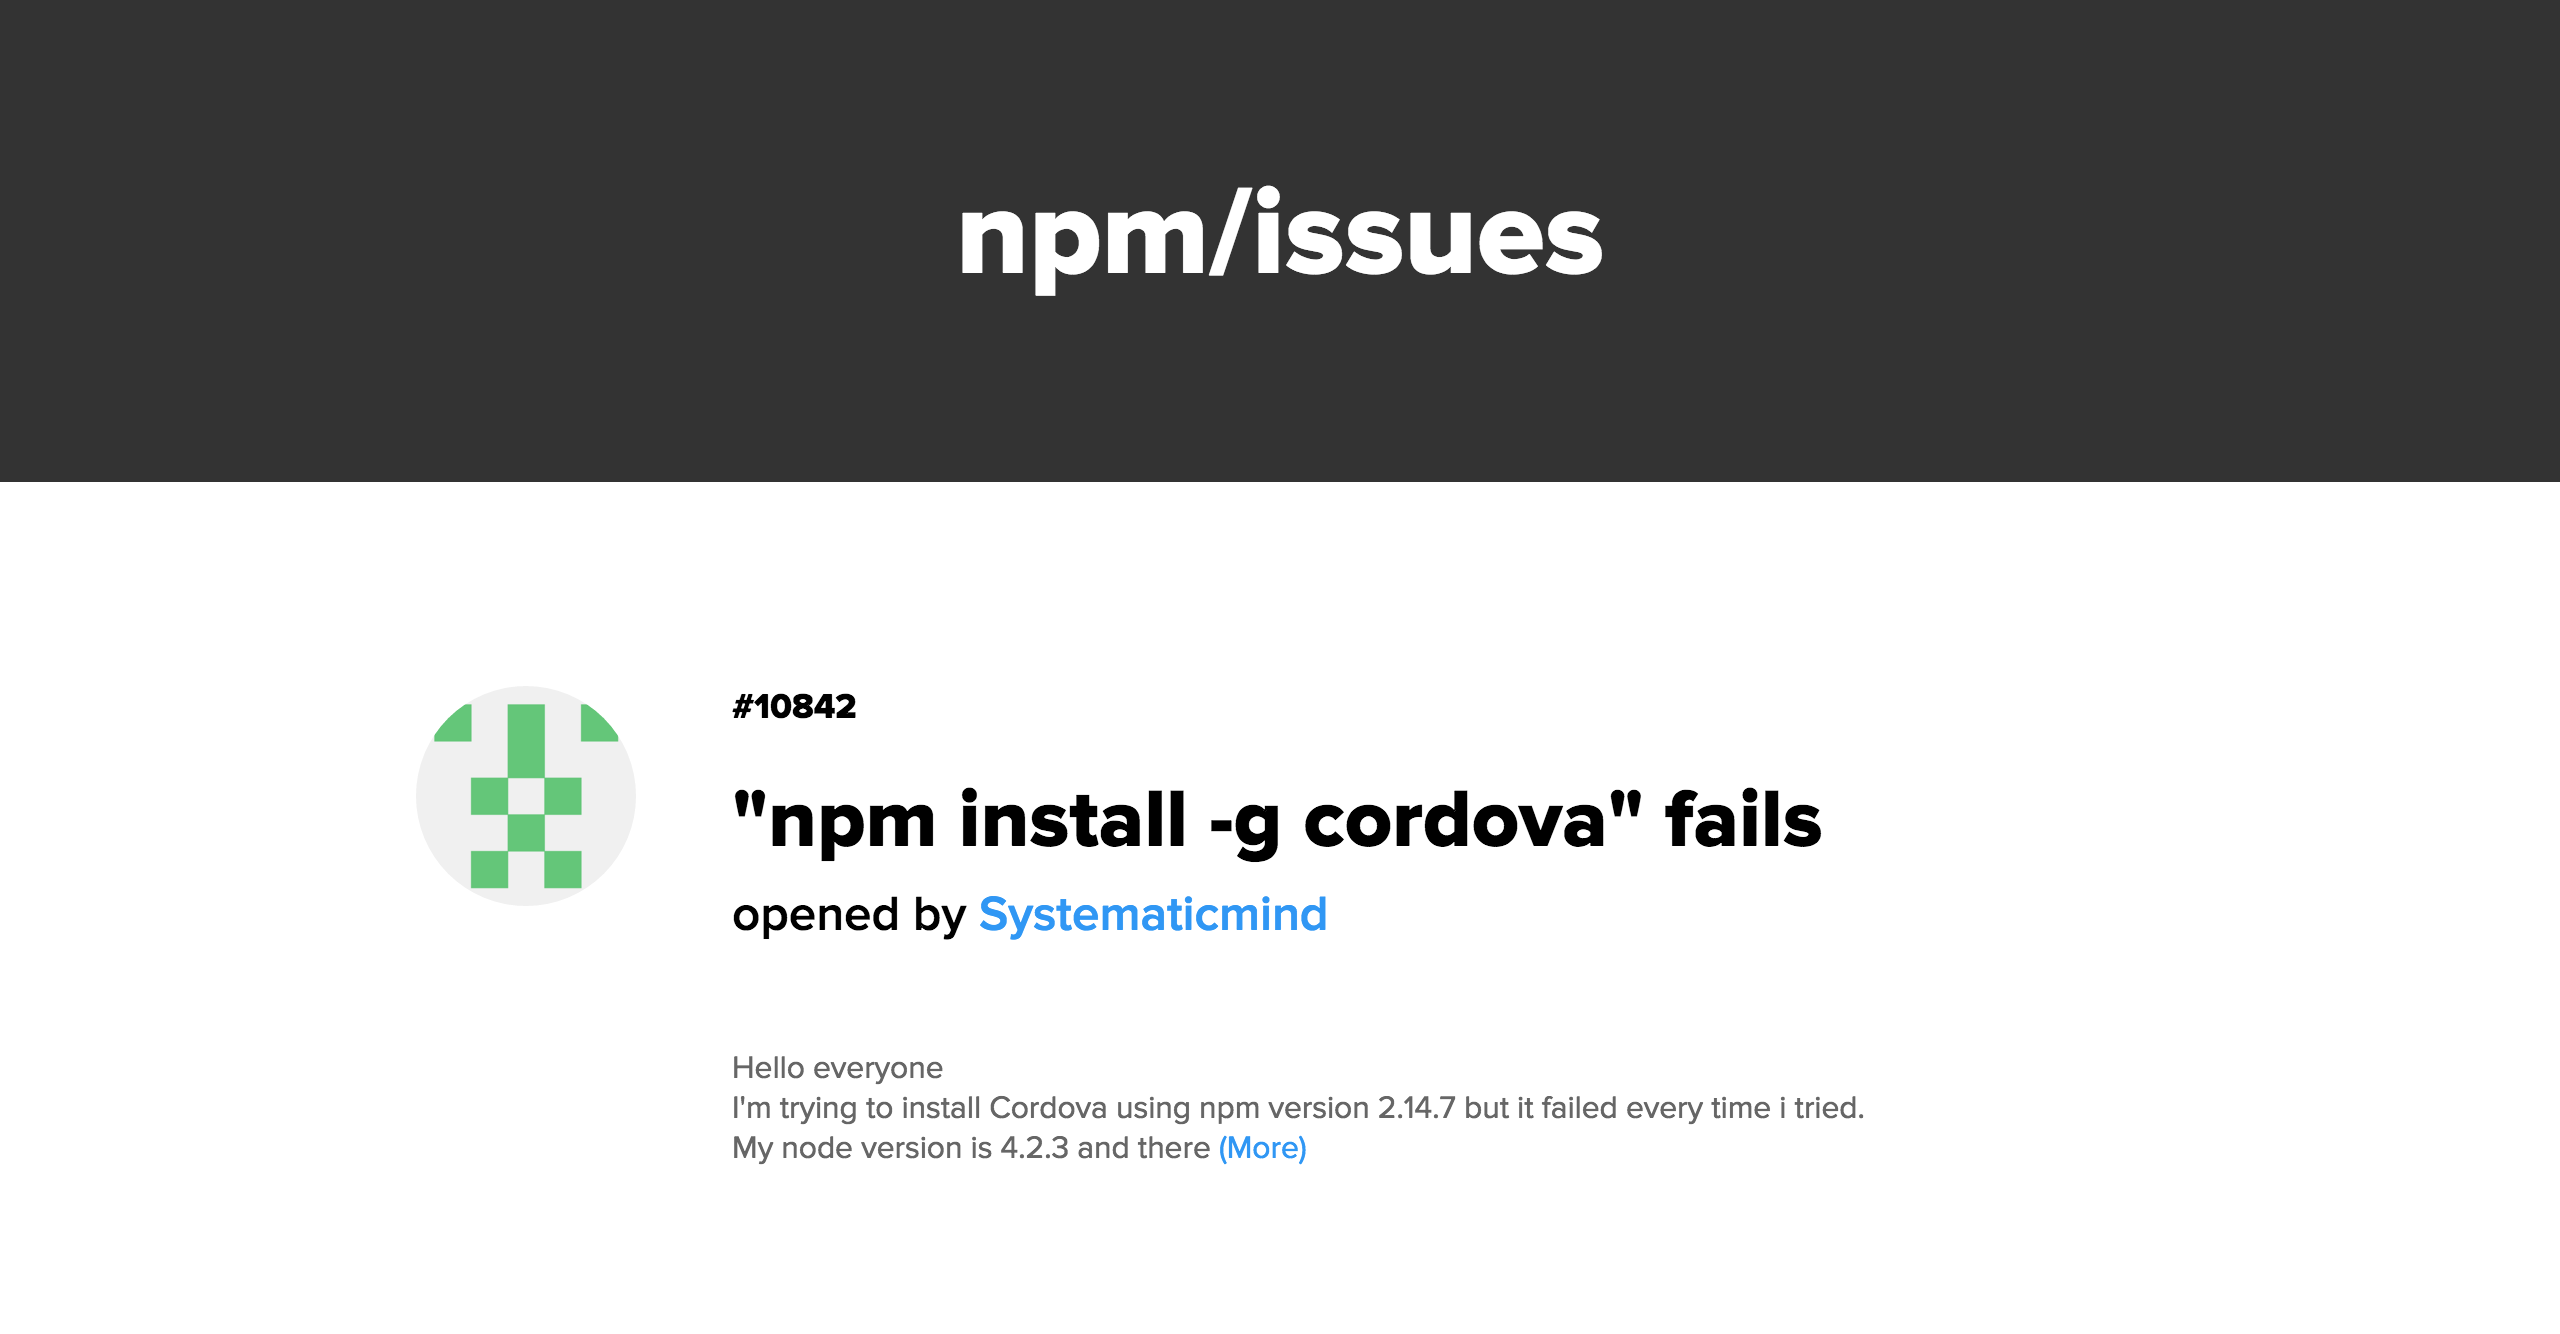 npm/issues
#10842
"npm install -g cordova" fails
opened by Systematicmind
Hello everyone
I'm trying to install Cordova using npm version 2.14.7 but it failed every time i tried.
My node version is 4.2.3 and there (More)